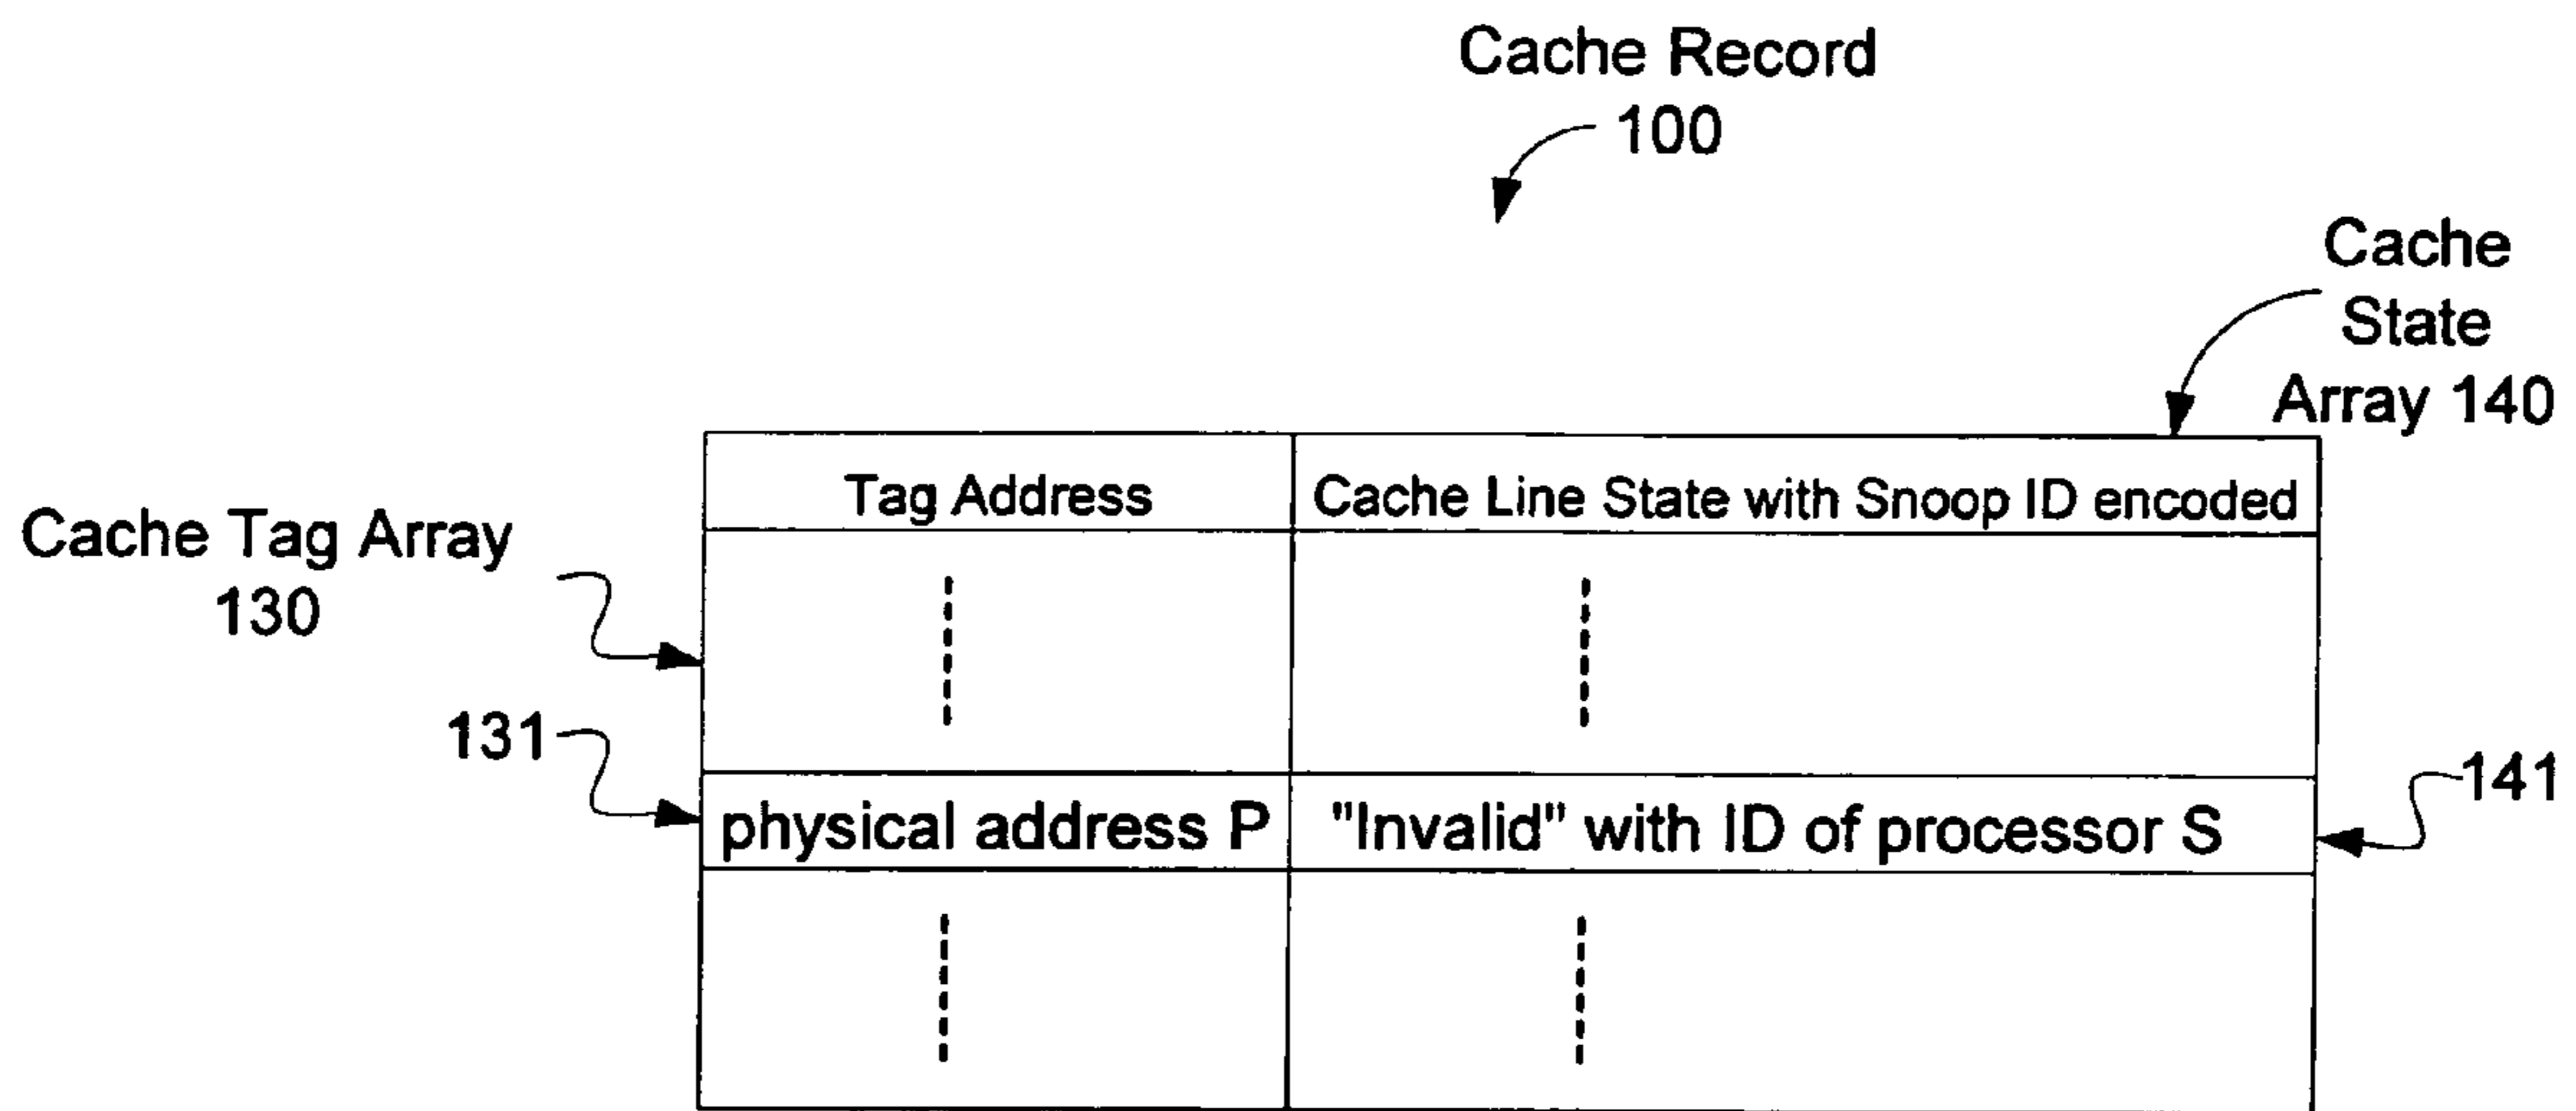 Cache Record
100
Cache
State
Array 140
Tag Address
Cache Line State with Snoop ID encoded
Cache Tag Array
130
131
physical address P
"Invalid" with ID of processor S
141